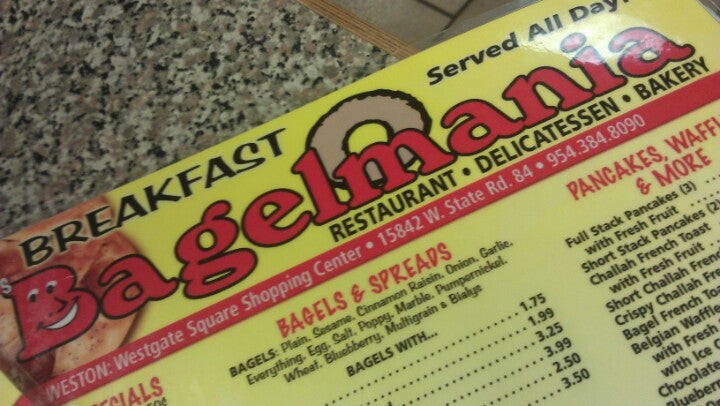 BREAKFAST
Served All Day!
Bagelmania
RESTAURANT • DELICATESSEN • BAKERY
WESTON: Westgate Square Shopping Center • 15842 W. State Rd. 84 • 954.384.8090
BAGELS & SPREADS
BAGELS: Plain, Sesame, Cinnamon Raisin, Onion, Garlic,
Everything, Egg, Salt, Poppy, Marble, Pumpernickel,
Wheat, Blueberry, Multigrain & Bialys
BAGELS WITH...
1.75
1.99
3.25
3.99
2.50
3.50
PANCAKES, WAFFL
& MORE
Full Stack Pancakes (3)
with Fresh Fruit
Short Stack Pancakes (2
Challah French Toast
with Fresh Fruit
Short Challah Fren
Crispy Challah Fr
Bagel French To
Belgian Waffle
with Fresh
with Ice C
Chocolate
Blueberr
PECIALS